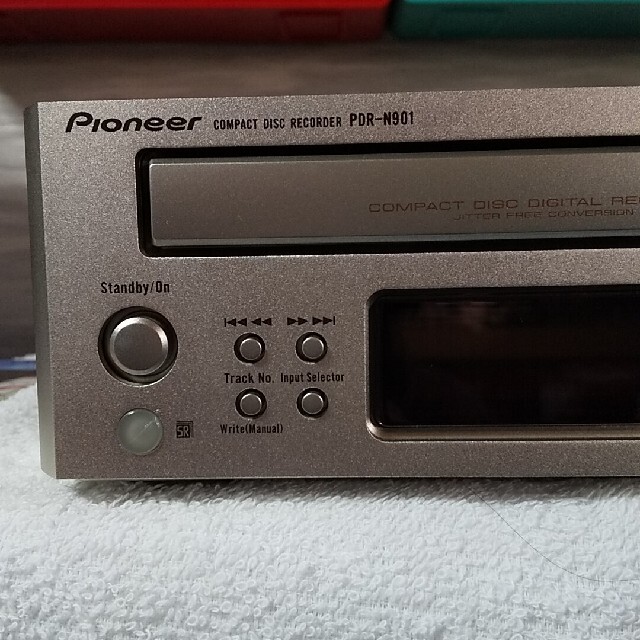 Pioneer COMPACT DISC RECORDER PDR-N901
COMPACT DISC DIGITAL
JITTER FREE CONVERSION
Standby/On
Track No. Input Selector
Write(Manual)
SR